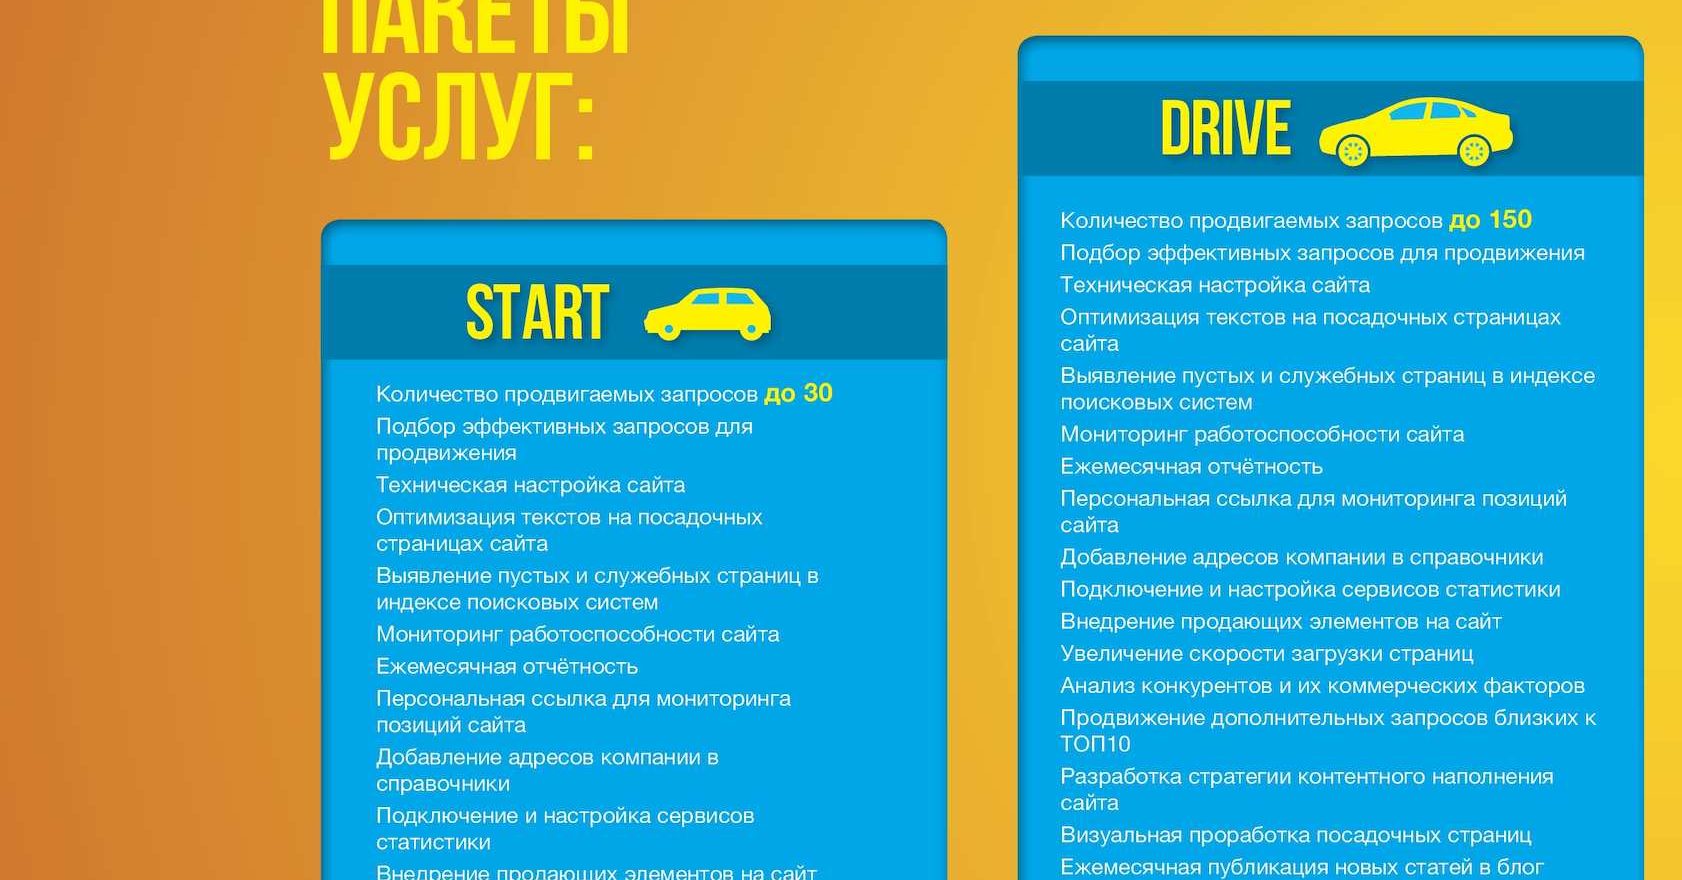 ПАКЕТЫ
УСЛУГ:
START
Количество продвигаемых запросов до 30
Подбор эффективных запросов для
продвижения
Техническая настройка сайта
Оптимизация текстов на посадочных
страницах сайта
Выявление пустых и служебных страниц в
индексе поисковых систем
Мониторинг работоспособности сайта
Ежемесячная отчётность
Персональная ссылка для мониторинга
позиций сайта
Добавление адресов компании в
справочники
Подключение и настройка сервисов
статистики
Внедрение продающих элементов на сайт
DRIVE
Количество продвигаемых запросов до 150
Подбор эффективных запросов для продвижения
Техническая настройка сайта
Оптимизация текстов на посадочных страницах
сайта
Выявление пустых и служебных страниц в индексе
поисковых систем
Мониторинг работоспособности сайта
Ежемесячная отчётность
Персональная ссылка для мониторинга позиций
сайта
Добавление адресов компании в справочники
Подключение и настройка сервисов статистики
Внедрение продающих элементов на сайт
Увеличение скорости загрузки страниц
Анализ конкурентов и их коммерческих факторов
Продвижение дополнительных запросов близких к
ТОП10
Разработка стратегии контентного наполнения
сайта
Визуальная проработка посадочных страниц
Ежемесячная публикация новых статей в блог